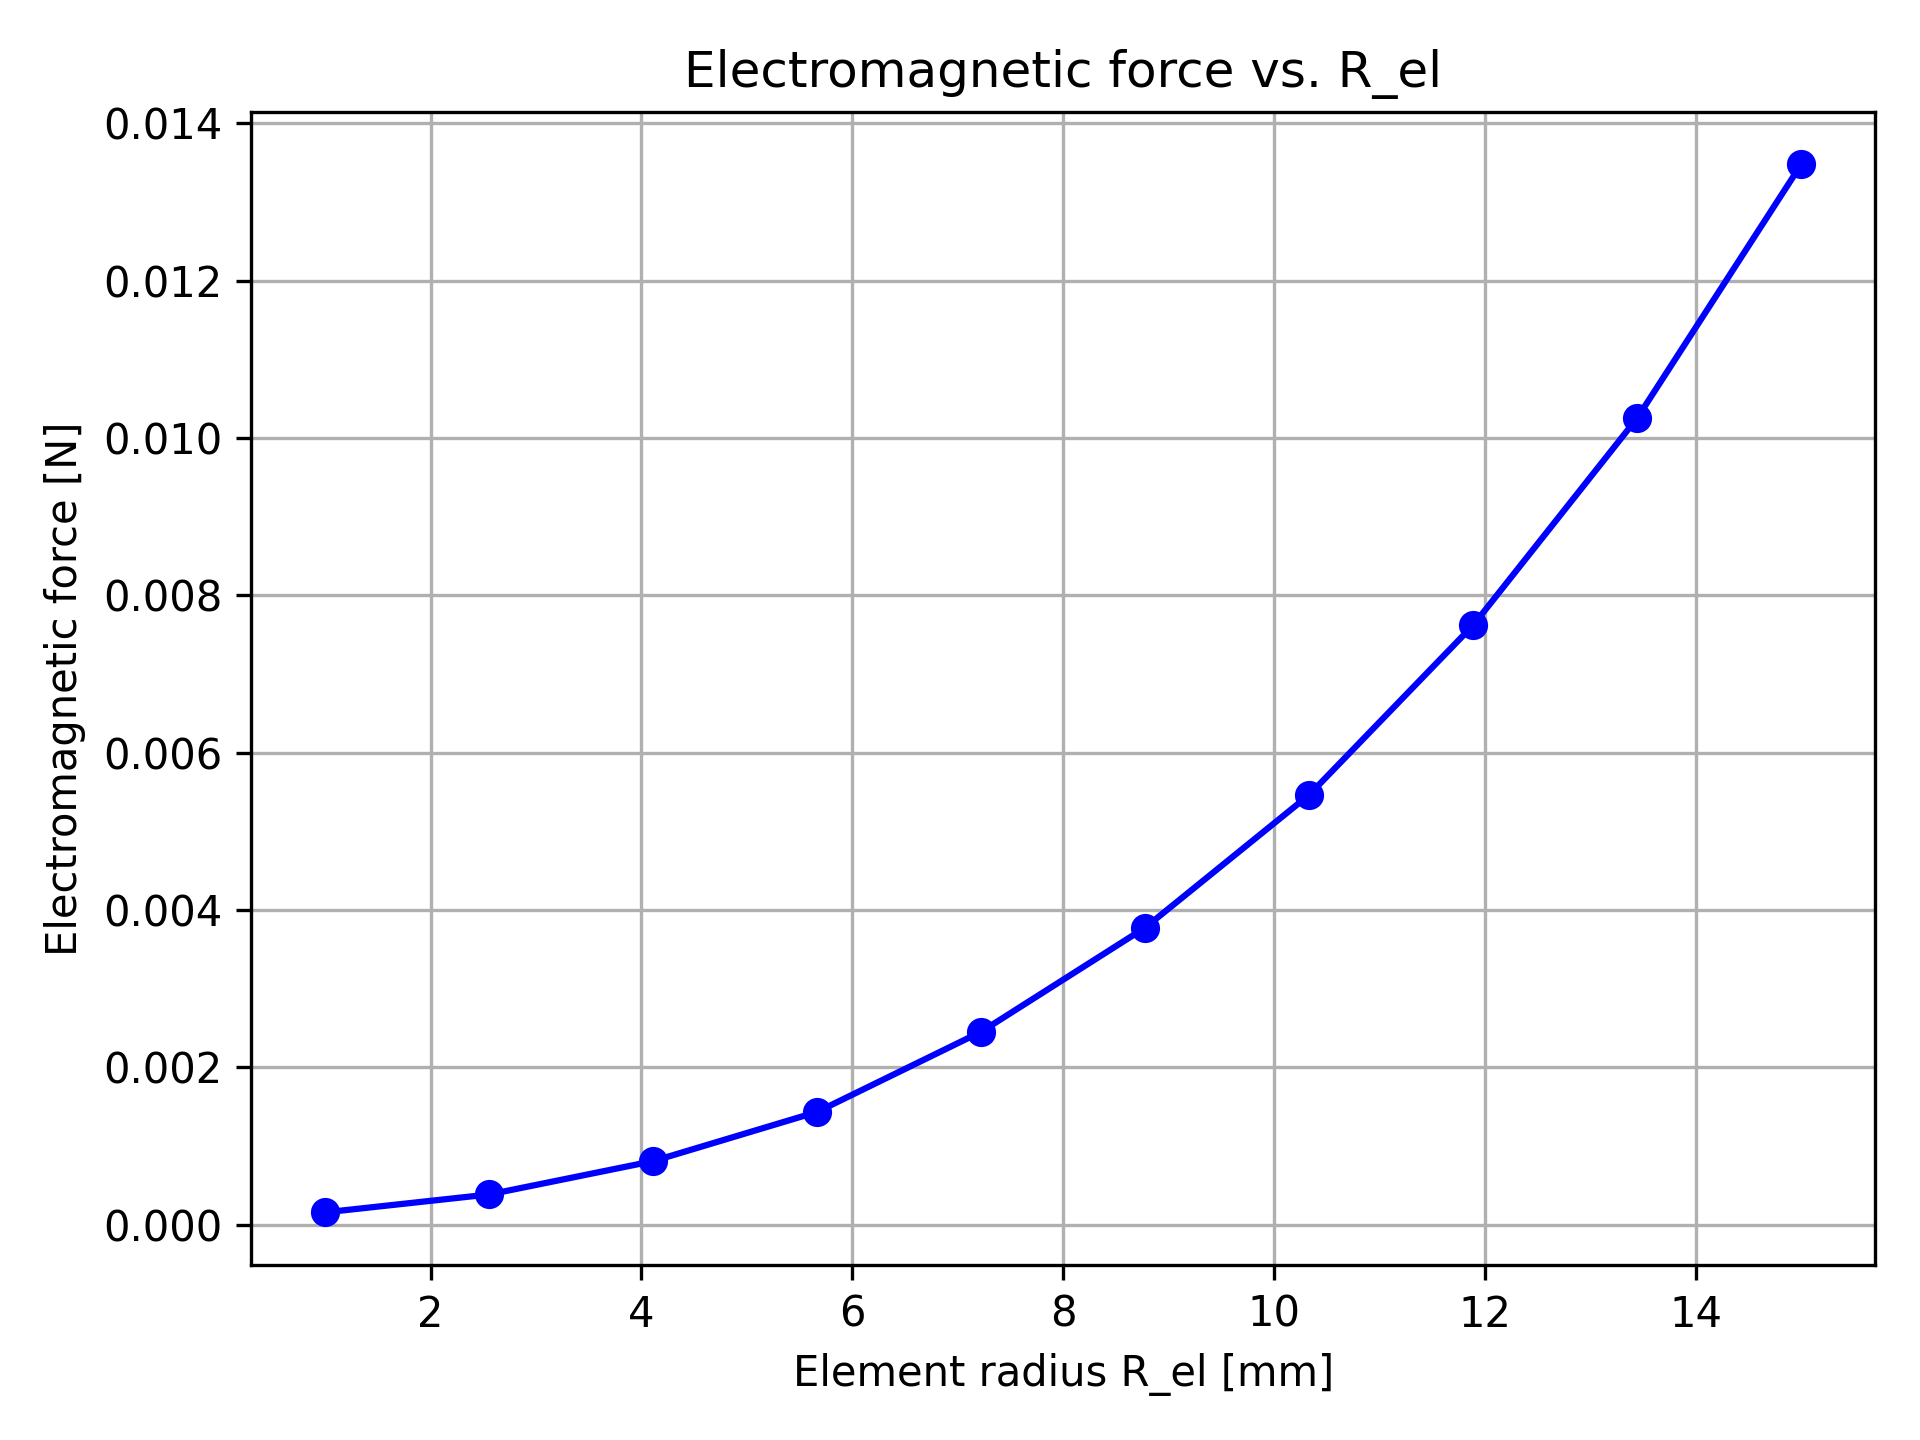 Electromagnetic force vs. R_el
0.014
0.012
0.010
0.008
0.006
0.004
0.002
0.000
Electromagnetic force [N]
2 4 6 8 10 12 14
Element radius R_el [mm]